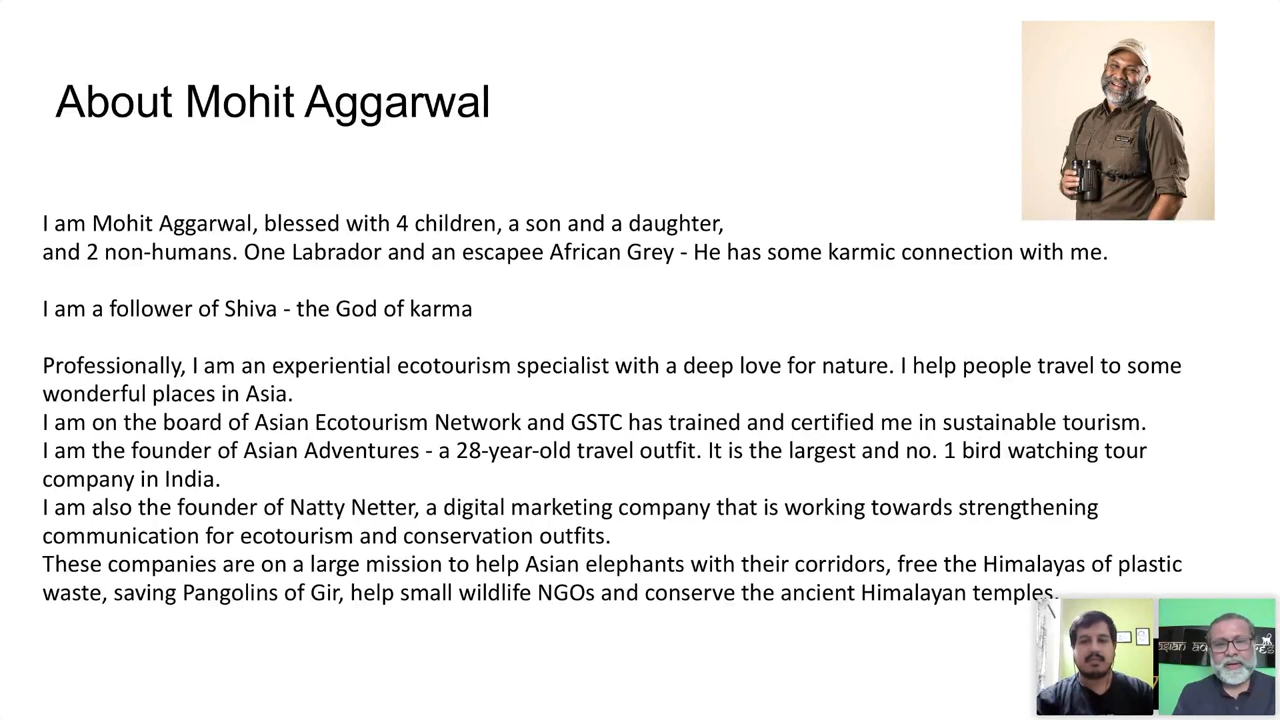 About Mohit Aggarwal
I am Mohit Aggarwal, blessed with 4 children, a son and a daughter,
and 2 non-humans. One Labrador and an escapee African Grey - He has some karmic connection with me.
I am a follower of Shiva - the God of karma
Professionally, I am an experiential ecotourism specialist with a deep love for nature. I help people travel to some
wonderful places in Asia.
I am on the board of Asian Ecotourism Network and GSTC has trained and certified me in sustainable tourism.
I am the founder of Asian Adventures - a 28-year-old travel outfit. It is the largest and no. 1 bird watching tour
company in India.
I am also the founder of Natty Netter, a digital marketing company that is working towards strengthening
communication for ecotourism and conservation outfits.
These companies are on a large mission to help Asian elephants with their corridors, free the Himalayas of plastic
waste, saving Pangolins of Gir, help small wildlife NGOs and conserve the ancient Himalayan temples.
asian